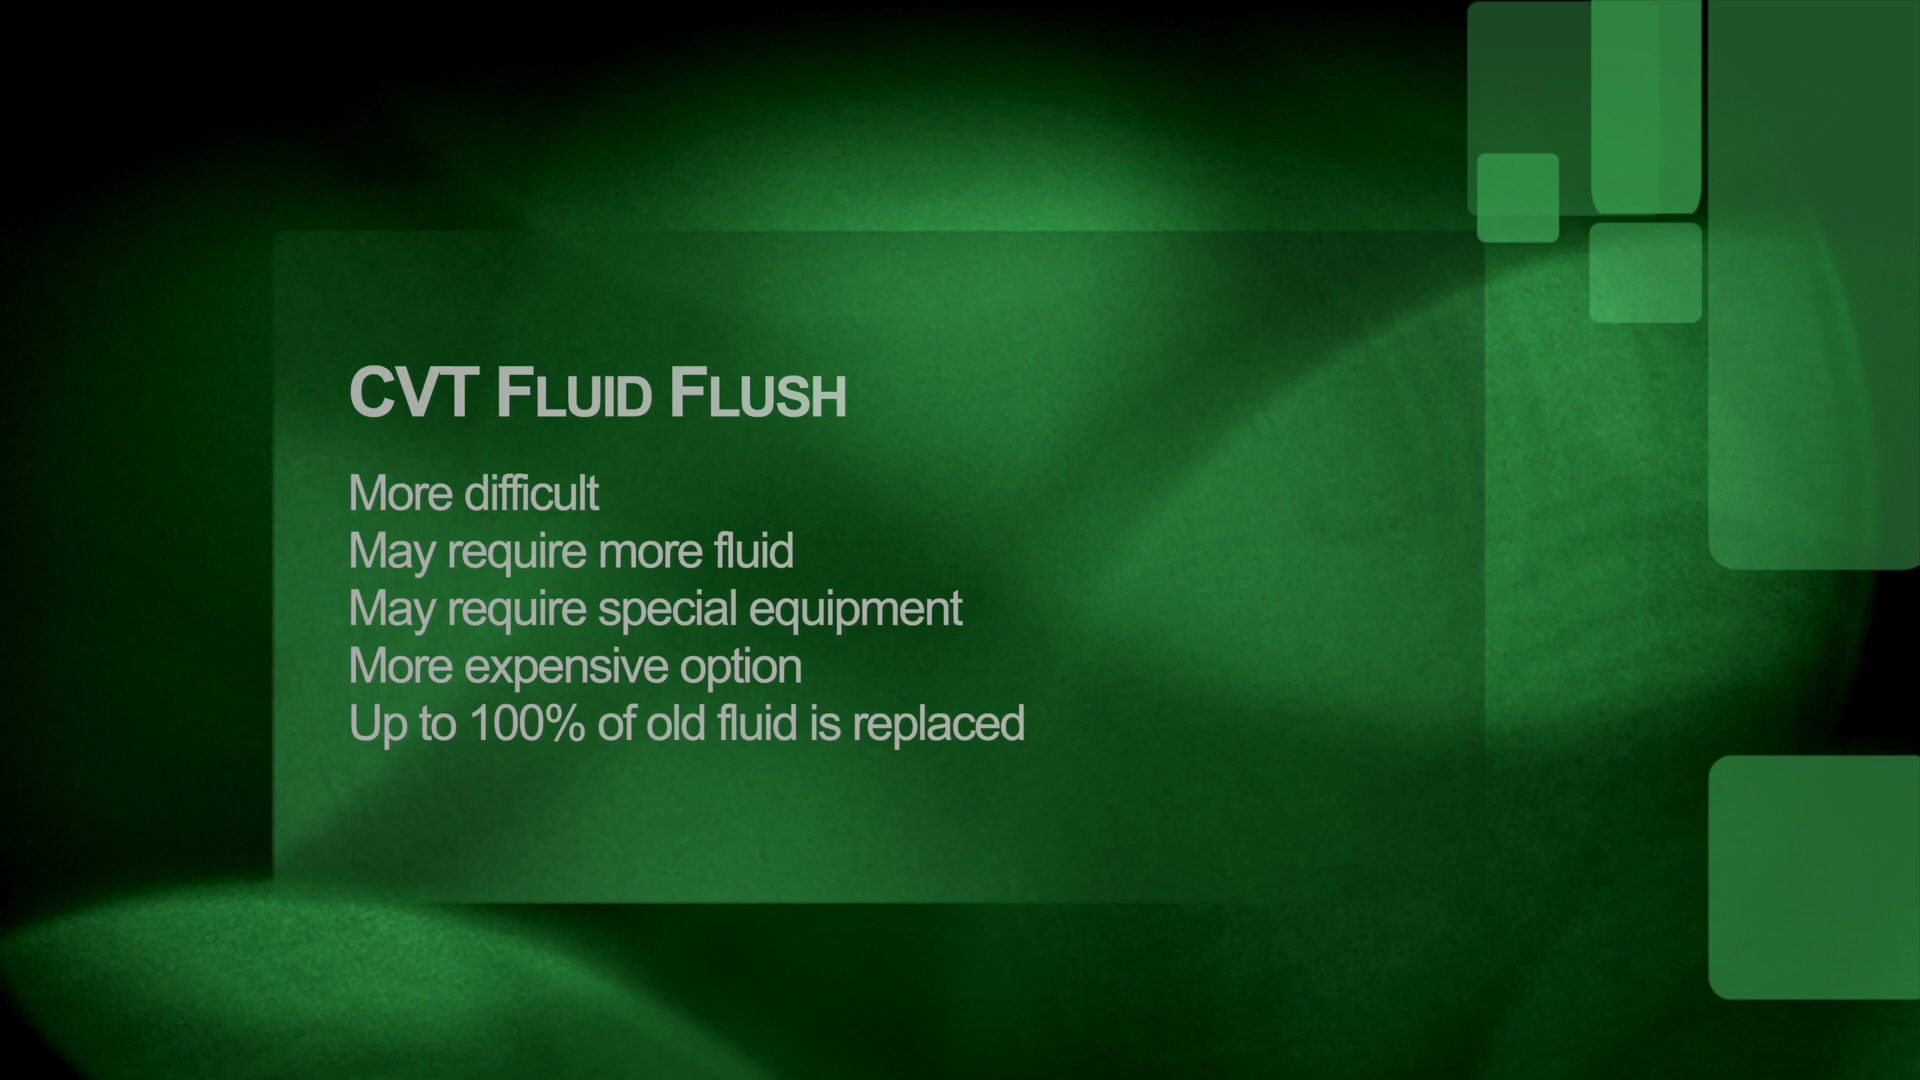 CVT Fluid Flush
More difficult
May require more fluid
May require special equipment
More expensive option
Up to 100% of old fluid is replaced